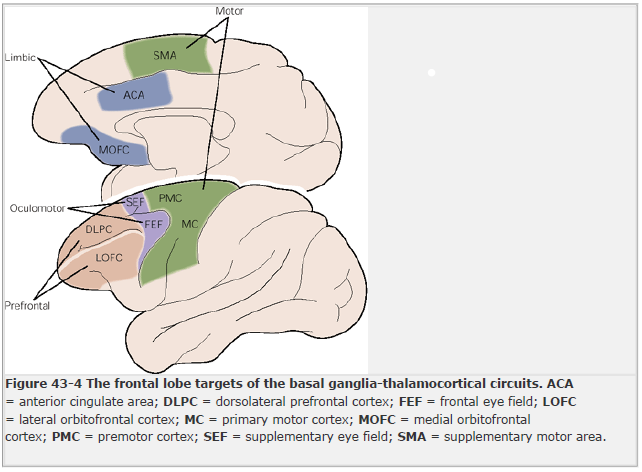 Motor
SMA
Limbic
ACA
MOFC
SEF
PMC
Oculomotor
FEF
MC
DLPC
LOFC
Prefrontal
Figure 43-4 The frontal lobe targets of the basal ganglia-thalamocortical circuits. ACA
= anterior cingulate area; DLPC = dorsolateral prefrontal cortex; FEF = frontal eye field; LOFC
= lateral orbitofrontal cortex; MC = primary motor cortex; MOFC = medial orbitofrontal
cortex; PMC = premotor cortex; SEF = supplementary eye field; SMA = supplementary motor area.